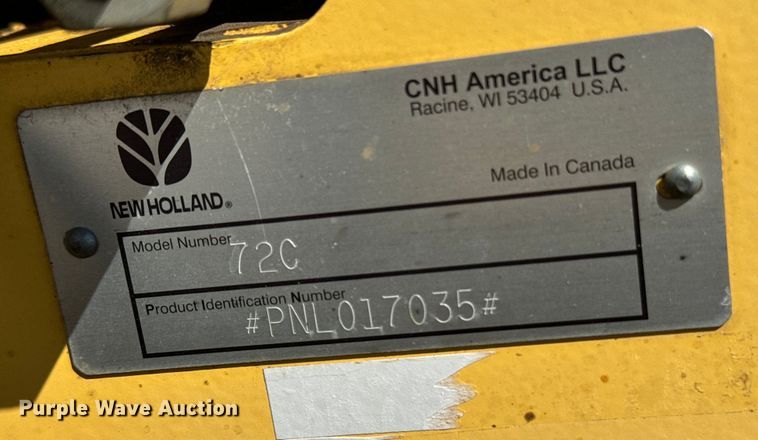 CNH America LLC
Racine, WI 53404 U.S.A.
NEW HOLLAND®
Made In Canada
Model Number
72C
Product Identification Number
#PNL017035#
Purple Wave Auction